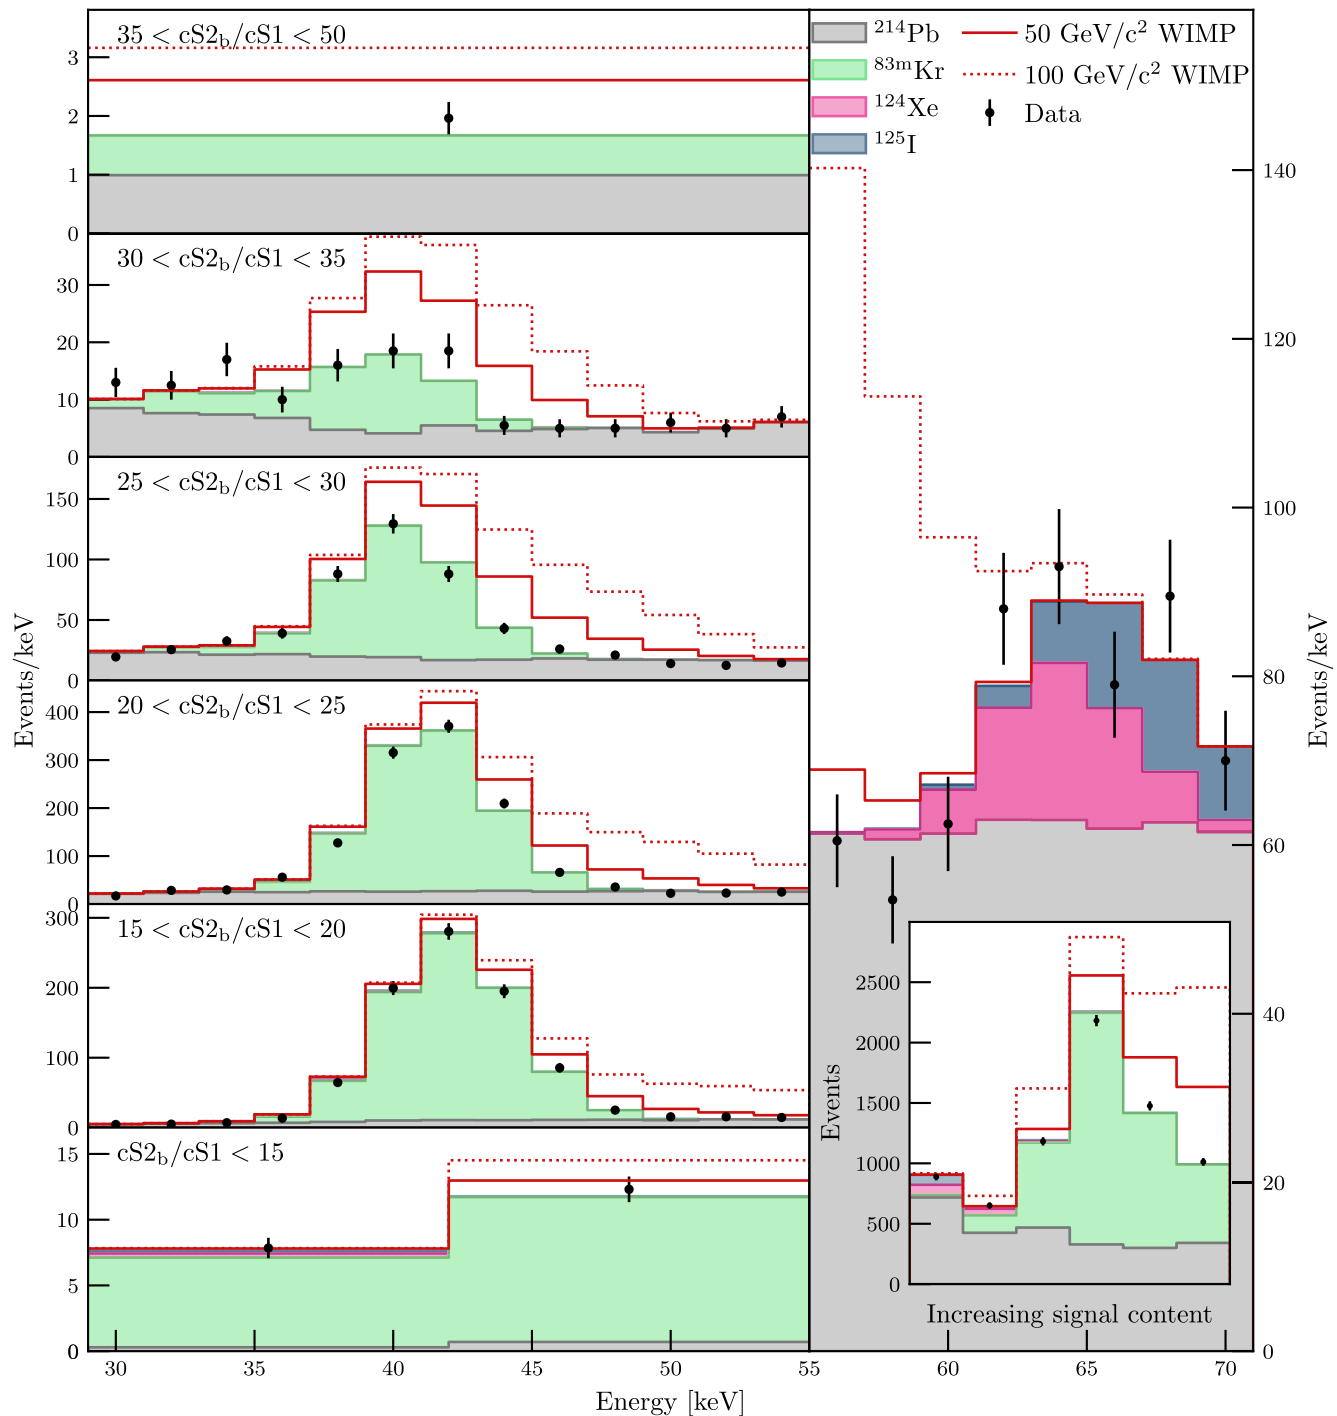 35 < cS2b/cS1 < 50
3
2
1
0
30 < cS2b/cS1 < 35
30
20
10
0
25 < cS2b/cS1 < 30
150
100
50
0
20 < cS2b/cS1 < 25
400
300
200
100
0
15 < cS2b/cS1 < 20
300
200
100
0
cS2b/cS1 < 15
15
10
5
0
30 35 40 45 50 55 60 65 70
Energy [keV]
Events/keV
²¹⁴Pb
⁸³ᵐKr
¹²⁴Xe
¹²⁵I
50 GeV/c² WIMP
100 GeV/c² WIMP
Data
140
120
100
80
60
40
20
0
Events/keV
2500
2000
1500
1000
500
0
Events
Increasing signal content